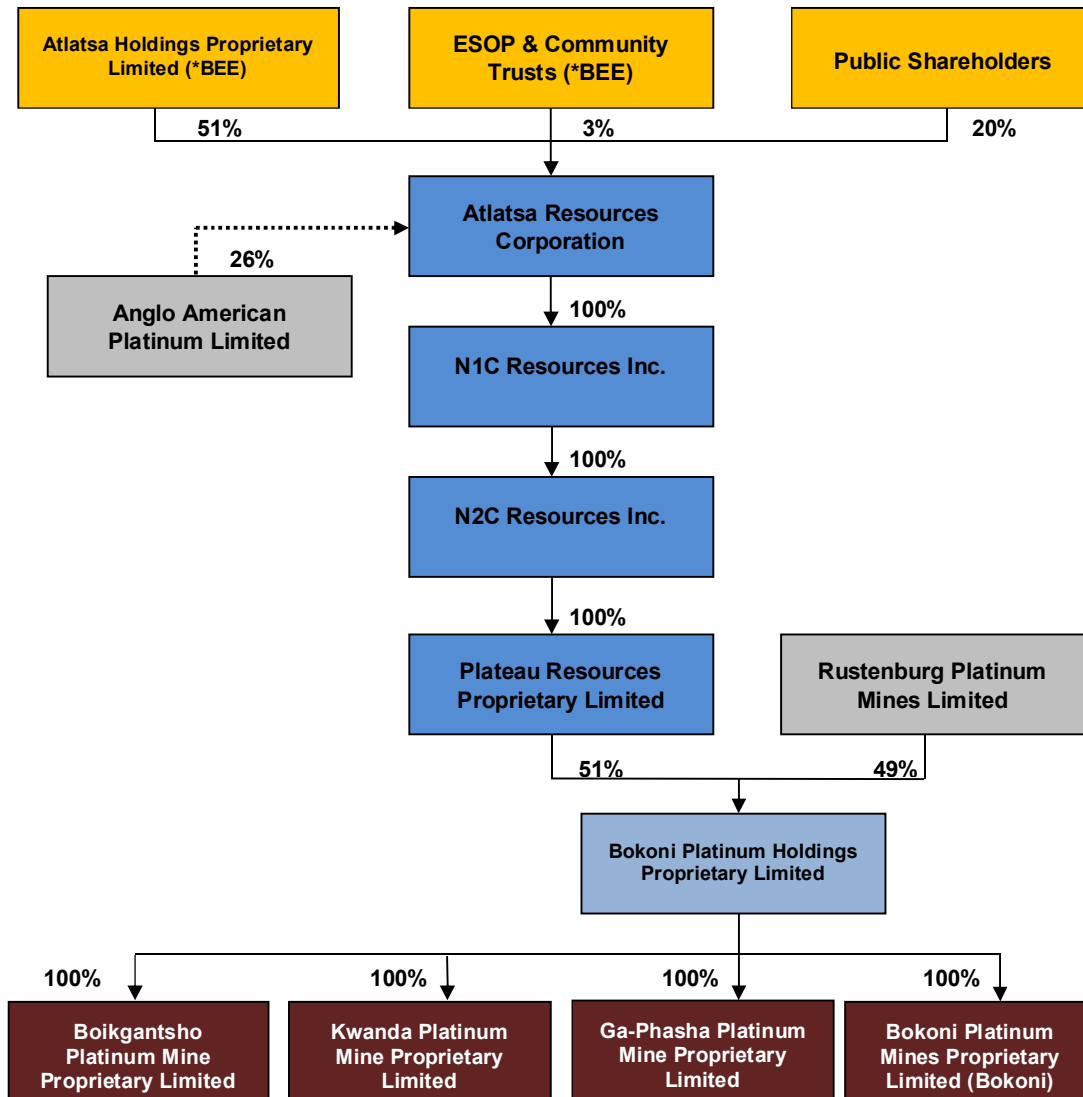 Atlatsa Holdings Proprietary
Limited (*BEE)
ESOP & Community
Trusts (*BEE)
Public Shareholders
51%
3%
20%
Atlatsa Resources
Corporation
26%
Anglo American
Platinum Limited
100%
N1C Resources Inc.
100%
N2C Resources Inc.
100%
Plateau Resources
Proprietary Limited
Rustenburg Platinum
Mines Limited
51%
49%
Bokoni Platinum Holdings
Proprietary Limited
100%
100%
100%
100%
Boikgantsho
Platinum Mine
Proprietary Limited
Kwanda Platinum
Mine Proprietary
Limited
Ga-Phasha Platinum
Mine Proprietary
Limited
Bokoni Platinum
Mines Proprietary
Limited (Bokoni)